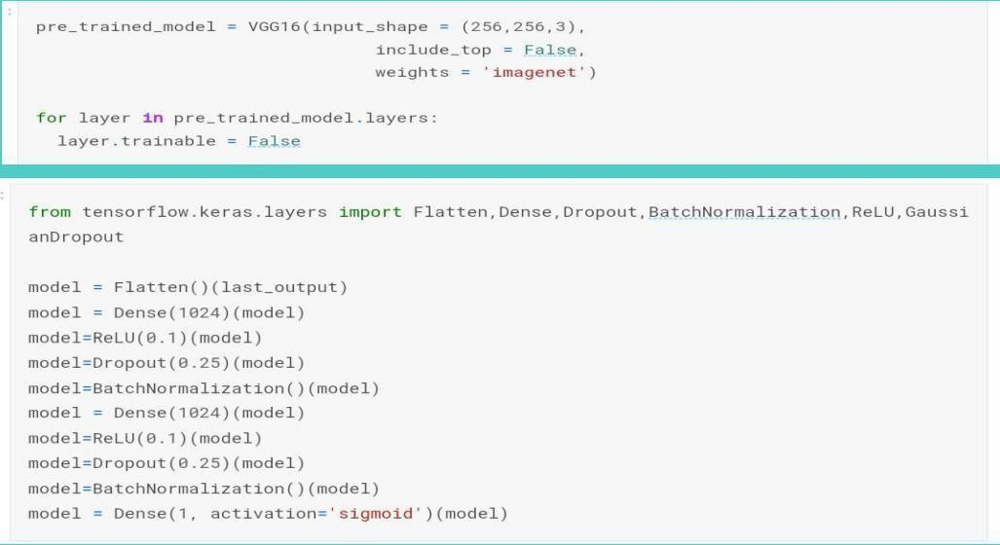 :
pre_trained_model = VGG16(input_shape = (256,256,3),
include_top = False,
weights = 'imagenet')
for layer in pre_trained_model.layers:
layer.trainable = False
:
from tensorflow.keras.layers import Flatten,Dense,Dropout,BatchNormalization,ReLU,Gaussi
anDropout
model = Flatten()(last_output)
model = Dense(1024)(model)
model=ReLU(0.1)(model)
model=Dropout(0.25)(model)
model=BatchNormalization()(model)
model = Dense(1024)(model)
model=ReLU(0.1)(model)
model=Dropout(0.25)(model)
model=BatchNormalization()(model)
model = Dense(1, activation='sigmoid')(model)